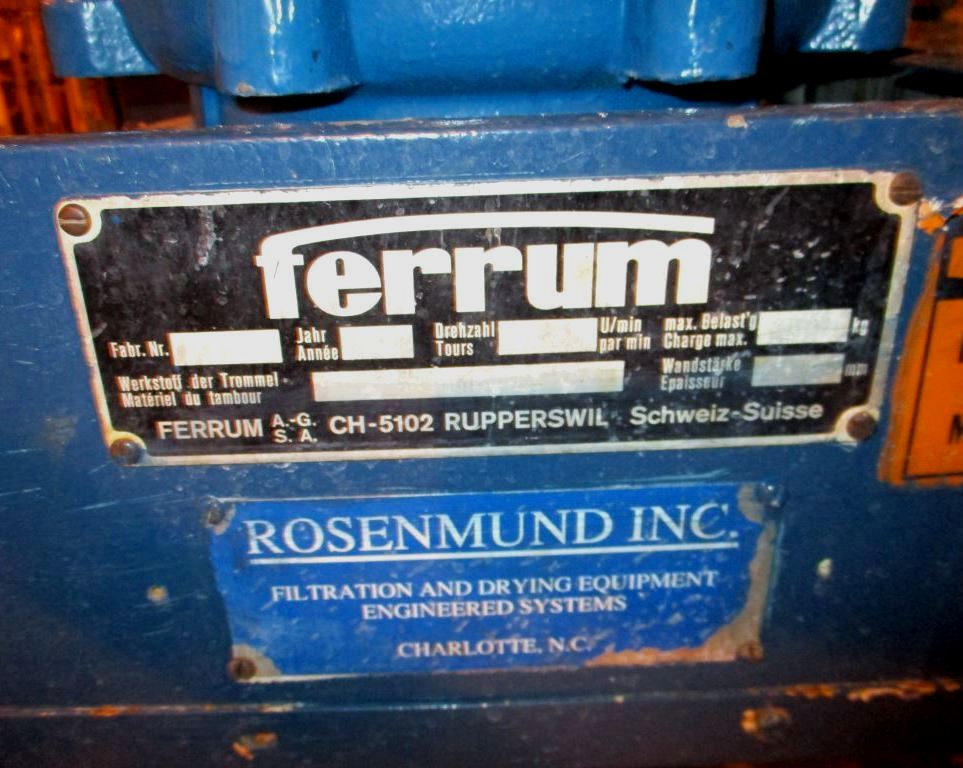 ferrum
Fabr. Nr. Jahr Drehzahl U/min max. Belast'g kg
Année Tours par min Charge max.
Werkstoff der Trommel Wandstärke mm
Matériel du tambour Epaisseur
FERRUM A.-G. CH-5102 RUPPERSWIL Schweiz-Suisse
S. A.
ROSENMUND INC.
FILTRATION AND DRYING EQUIPMENT
ENGINEERED SYSTEMS
CHARLOTTE, N.C.